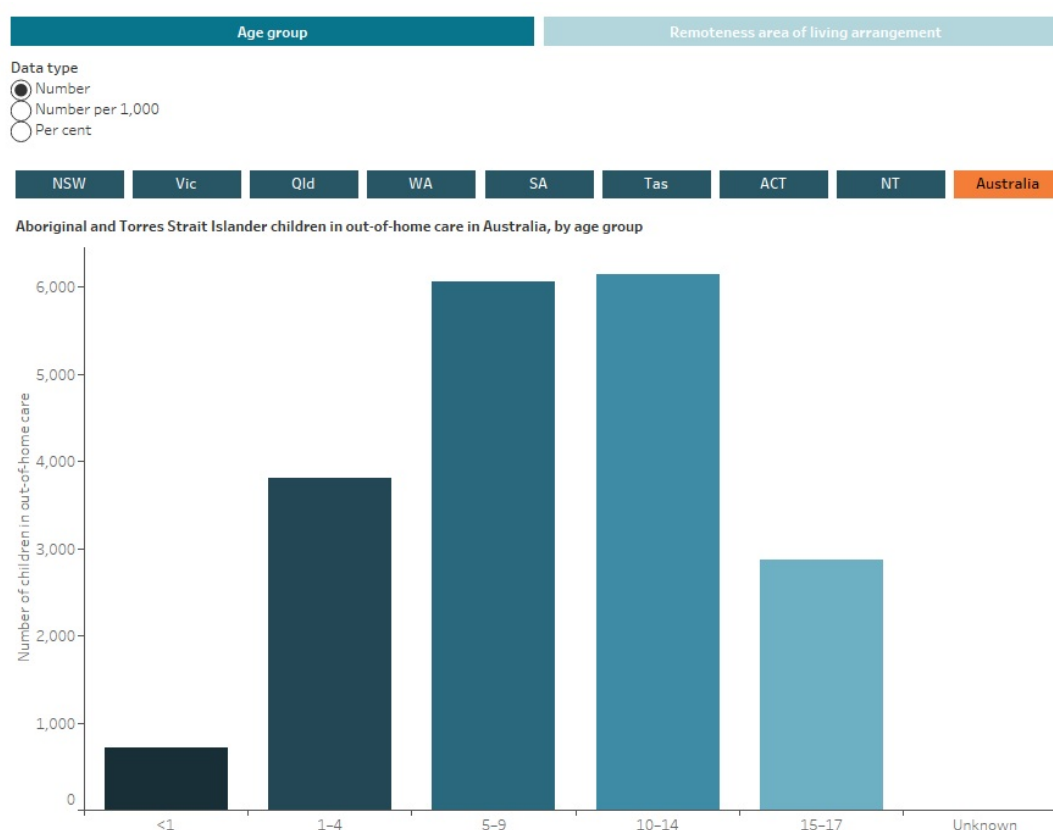 Age group
Remoteness area of living arrangement
Data type
Number
Number per 1,000
Per cent
NSW Vic Qld WA SA Tas ACT NT Australia
Aboriginal and Torres Strait Islander children in out-of-home care in Australia, by age group
Number of children in out-of-home care
6,000
5,000
4,000
3,000
2,000
1,000
0
<1 1–4 5–9 10–14 15–17 Unknown